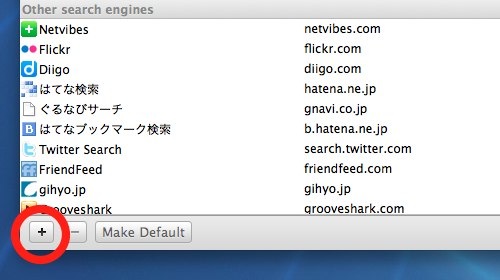 Other search engines
Netvibes netvibes.com
Flickr flickr.com
Diigo diigo.com
はてな検索 hatena.ne.jp
ぐるなびサーチ gnavi.co.jp
はてなブックマーク検索 b.hatena.ne.jp
Twitter Search search.twitter.com
FriendFeed friendfeed.com
gihyo.jp gihyo.jp
Grooveshark grooveshark.com
+ − Make Default